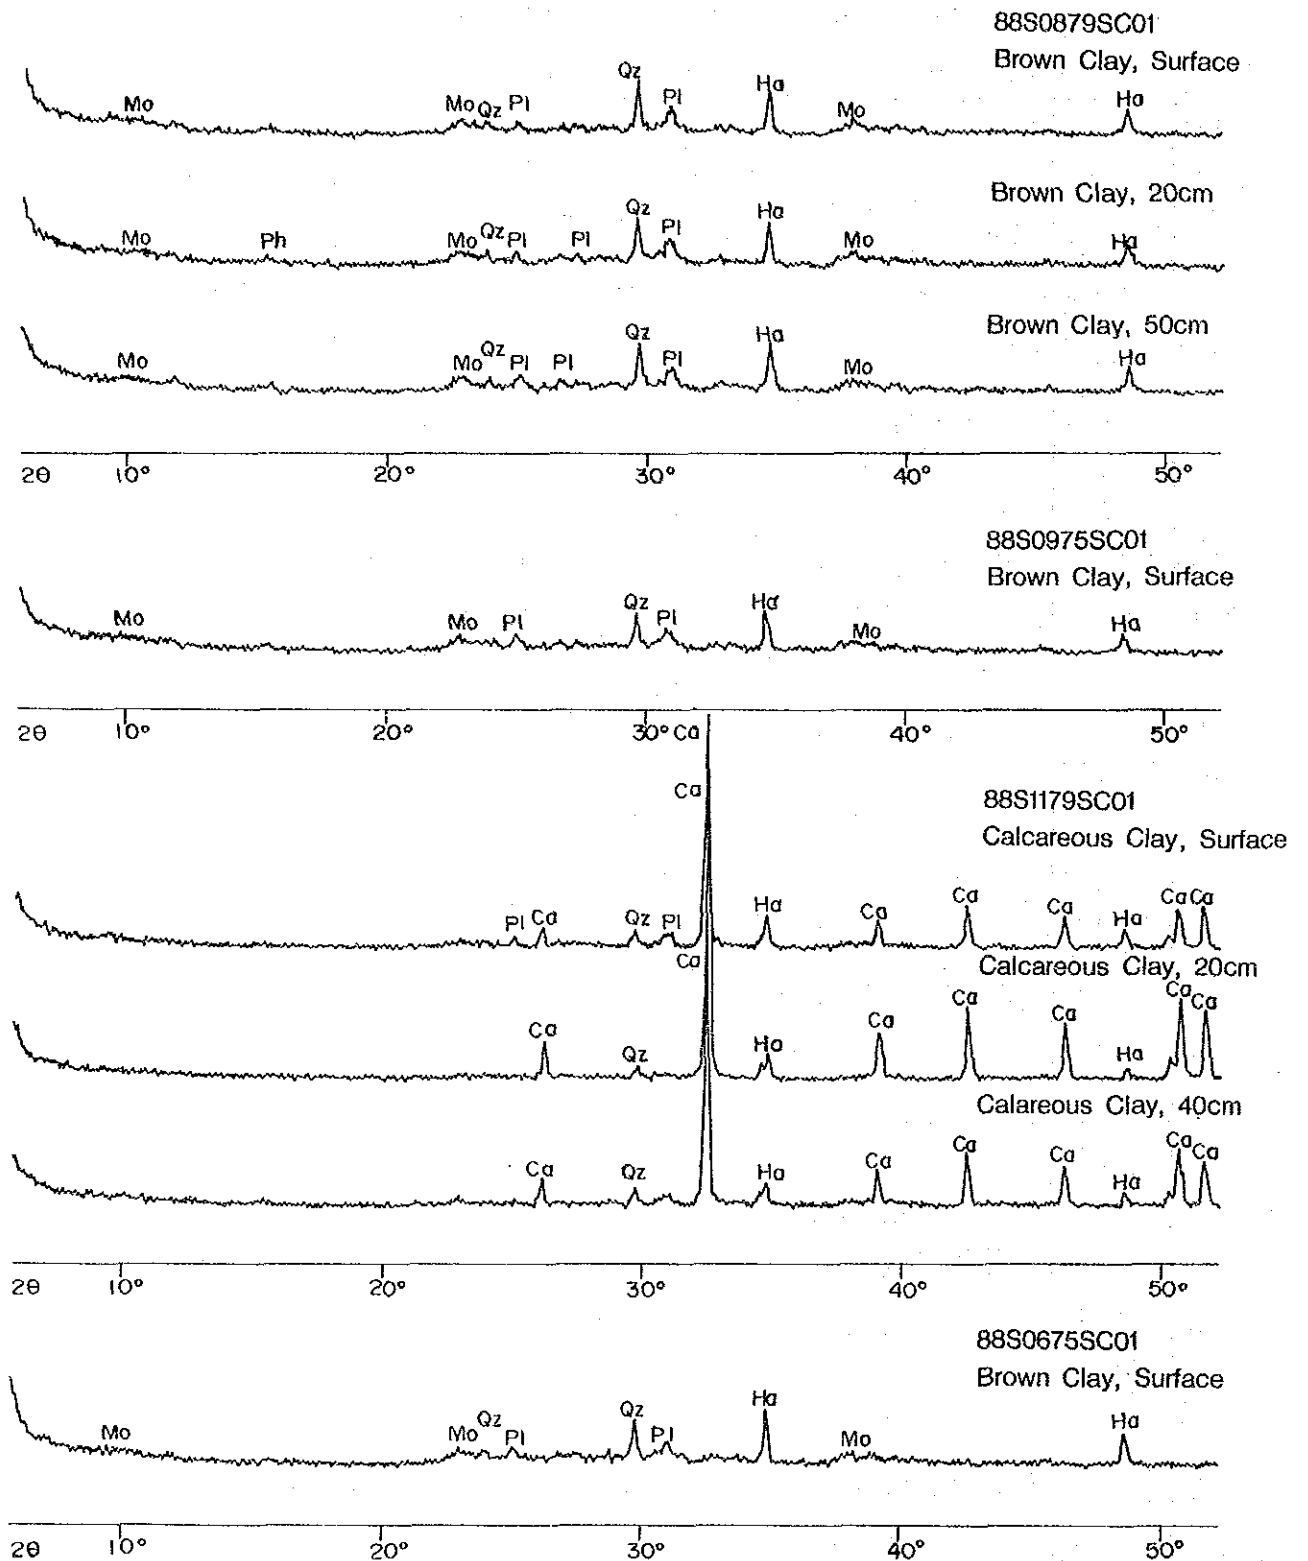 88S0879SC01
Brown Clay, Surface
Mo Mo Qz Pl Qz Pl Ha Mo Ha
Brown Clay, 20cm
Mo Ph Mo Qz Pl Pl Qz Pl Ha Mo Ha
Brown Clay, 50cm
Mo Mo Qz Pl Pl Qz Pl Ha Mo Ha
2θ 10° 20° 30° 40° 50°
88S0975SC01
Brown Clay, Surface
Mo Mo Pl Qz Pl Ha Mo Ha
2θ 10° 20° 30° 40° 50°
Ca
88S1179SC01
Calcareous Clay, Surface
Pl Ca Qz Pl Ca Ha Ca Ca Ca Ha Ca Ca
Calcareous Clay, 20cm
Ca Qz Ca Ha Ca Ca Ca Ha Ca Ca
Calareous Clay, 40cm
Ca Qz Ha Ca Ca Ca Ha Ca Ca
2θ 10° 20° 30° 40° 50°
88S0675SC01
Brown Clay, Surface
Mo Mo Qz Pl Qz Pl Ha Mo Ha
2θ 10° 20° 30° 40° 50°